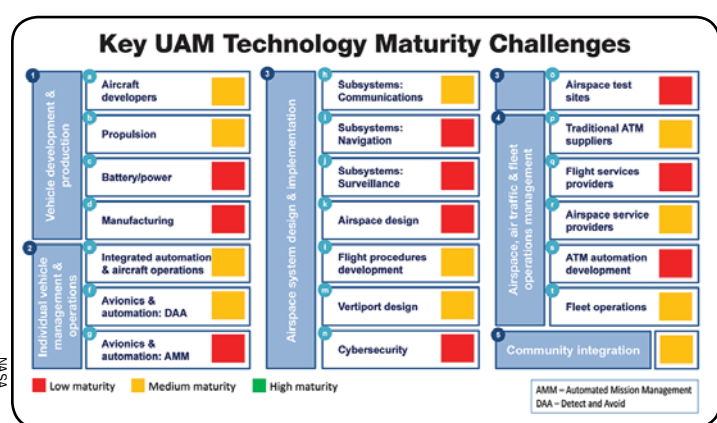 Key UAM Technology Maturity Challenges
1
Vehicle development &
production
a
Aircraft
developers
b
Propulsion
c
Battery/power
d
Manufacturing
2
Individual vehicle
management &
operations
e
Integrated automation
& aircraft operations
f
Avionics &
automation: DAA
g
Avionics &
automation: AMM
3
Airspace system design & implementation
h
Subsystems:
Communications
i
Subsystems:
Navigation
j
Subsystems:
Surveillance
k
Airspace design
l
Flight procedures
development
m
Vertiport design
n
Cybersecurity
3
o
Airspace test
sites
4
Airspace, air traffic & fleet
operations management
p
Traditional ATM
suppliers
q
Flight services
providers
r
Airspace service
providers
s
ATM automation
development
t
Fleet operations
5
Community integration
Low maturity
Medium maturity
High maturity
AMM – Automated Mission Management
DAA – Detect and Avoid
NASA